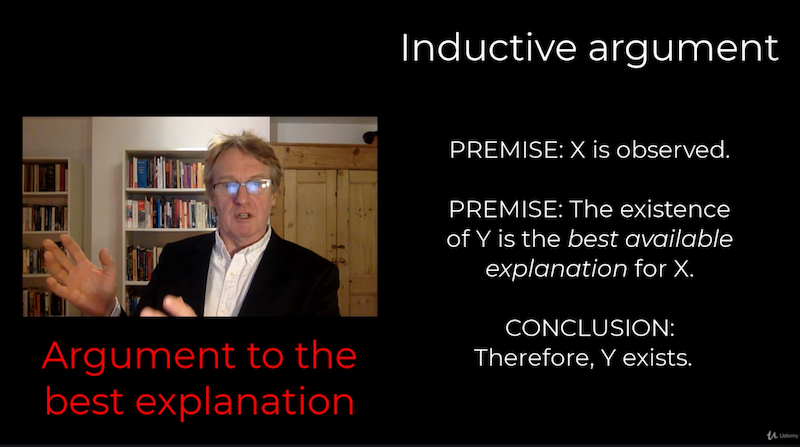 Inductive argument
PREMISE: X is observed.
PREMISE: The existence
of Y is the best available
explanation for X.
CONCLUSION:
Therefore, Y exists.
Argument to the
best explanation
Udemy